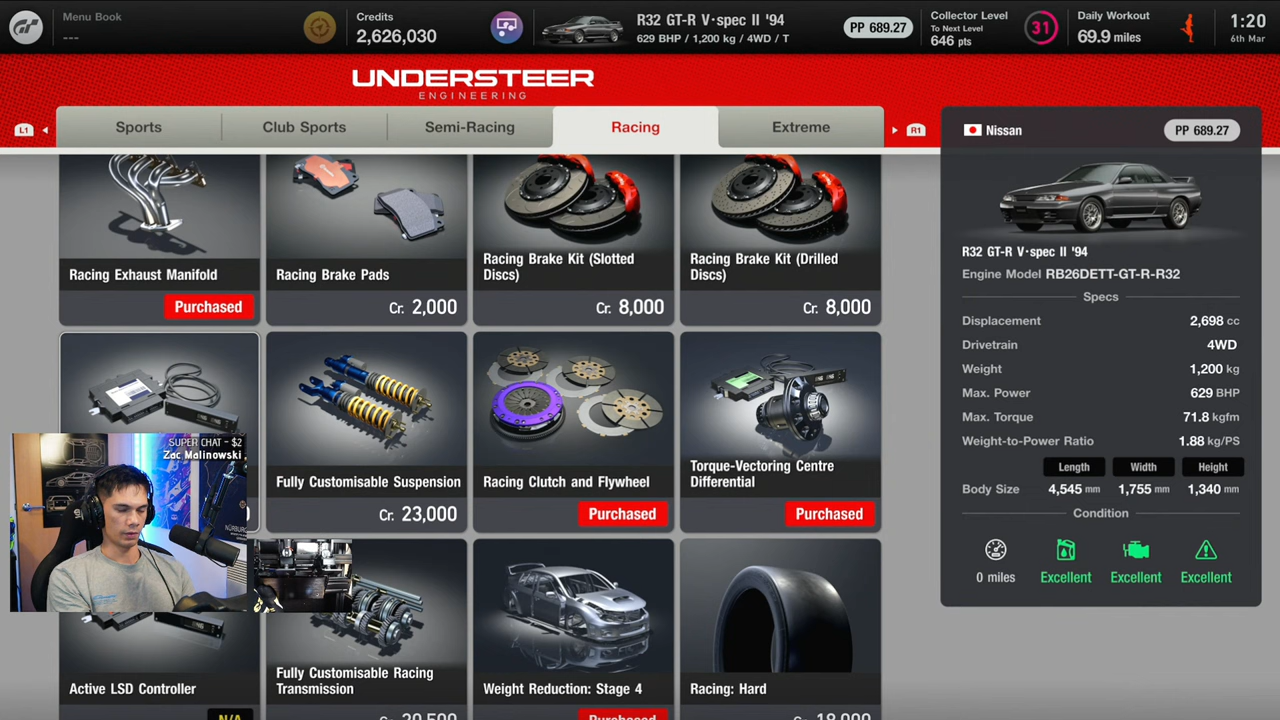 Menu Book
---
Credits
2,626,030
R32 GT-R V·spec II '94
629 BHP / 1,200 kg / 4WD / T
PP 689.27
Collector Level
To Next Level
646 pts
31
Daily Workout
69.9 miles
1:20
6th Mar
UNDERSTEER
ENGINEERING
L1
Sports
Club Sports
Semi-Racing
Racing
Extreme
R1
Racing Exhaust Manifold
Purchased
Racing Brake Pads
Cr. 2,000
Racing Brake Kit (Slotted
Discs)
Cr. 8,000
Racing Brake Kit (Drilled
Discs)
Cr. 8,000
SUPER CHAT - $2
Zac Malinowski
Fully Customisable Suspension
Cr. 23,000
Racing Clutch and Flywheel
Purchased
Torque-Vectoring Centre
Differential
Purchased
Active LSD Controller
N/A
Fully Customisable Racing
Transmission
Cr. 20,500
Weight Reduction: Stage 4
Purchased
Racing: Hard
Cr. 18,000
Nissan
PP 689.27
R32 GT-R V·spec II '94
Engine Model RB26DETT-GT-R-R32
Specs
Displacement 2,698 cc
Drivetrain 4WD
Weight 1,200 kg
Max. Power 629 BHP
Max. Torque 71.8 kgfm
Weight-to-Power Ratio 1.88 kg/PS
Length Width Height
Body Size 4,545 mm 1,755 mm 1,340 mm
Condition
0 miles Excellent Excellent Excellent